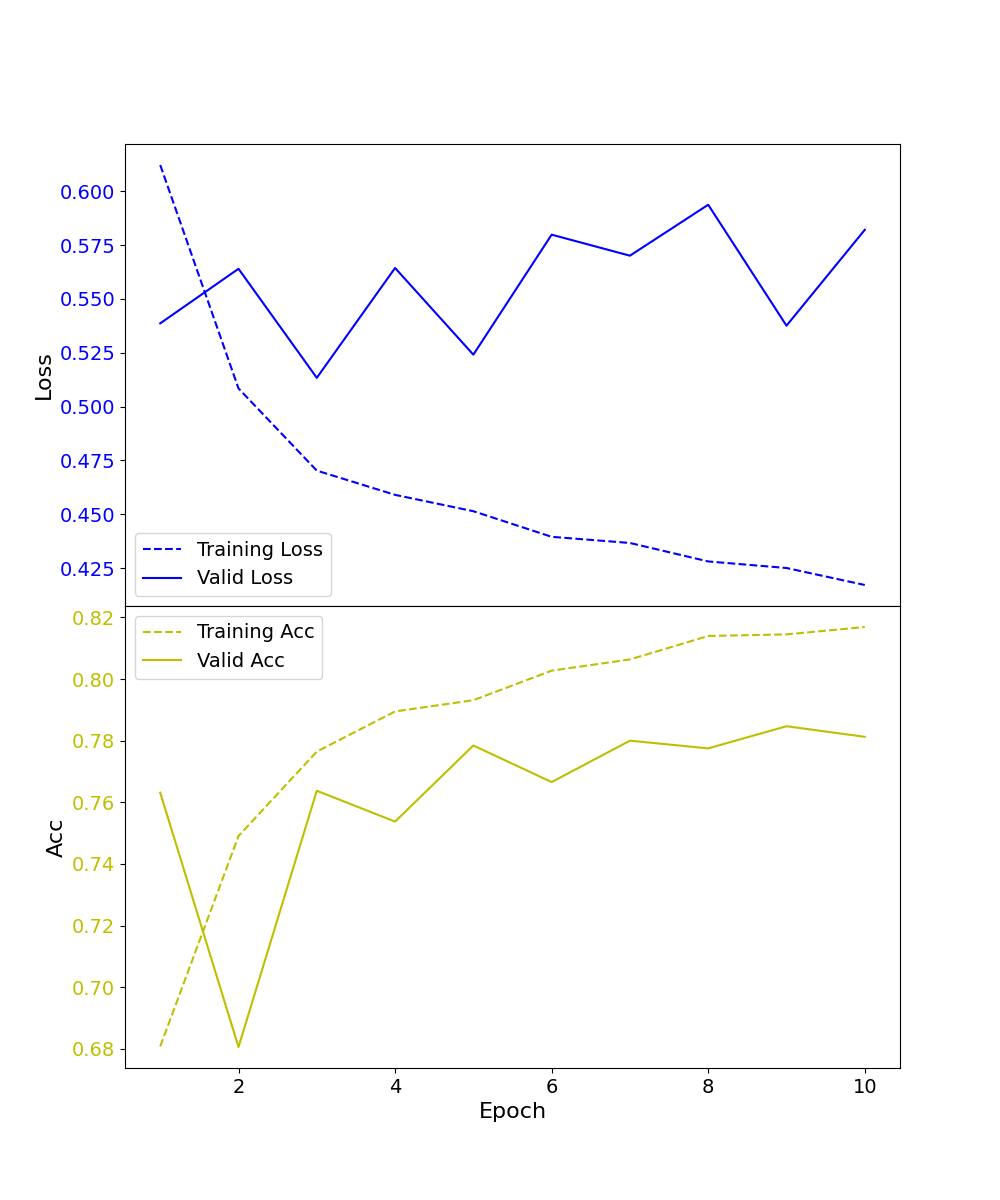 0.600
0.575
0.550
0.525
0.500
0.475
0.450
0.425
Loss
Training Loss
Valid Loss
0.82
0.80
0.78
0.76
0.74
0.72
0.70
0.68
Acc
Training Acc
Valid Acc
2 4 6 8 10
Epoch